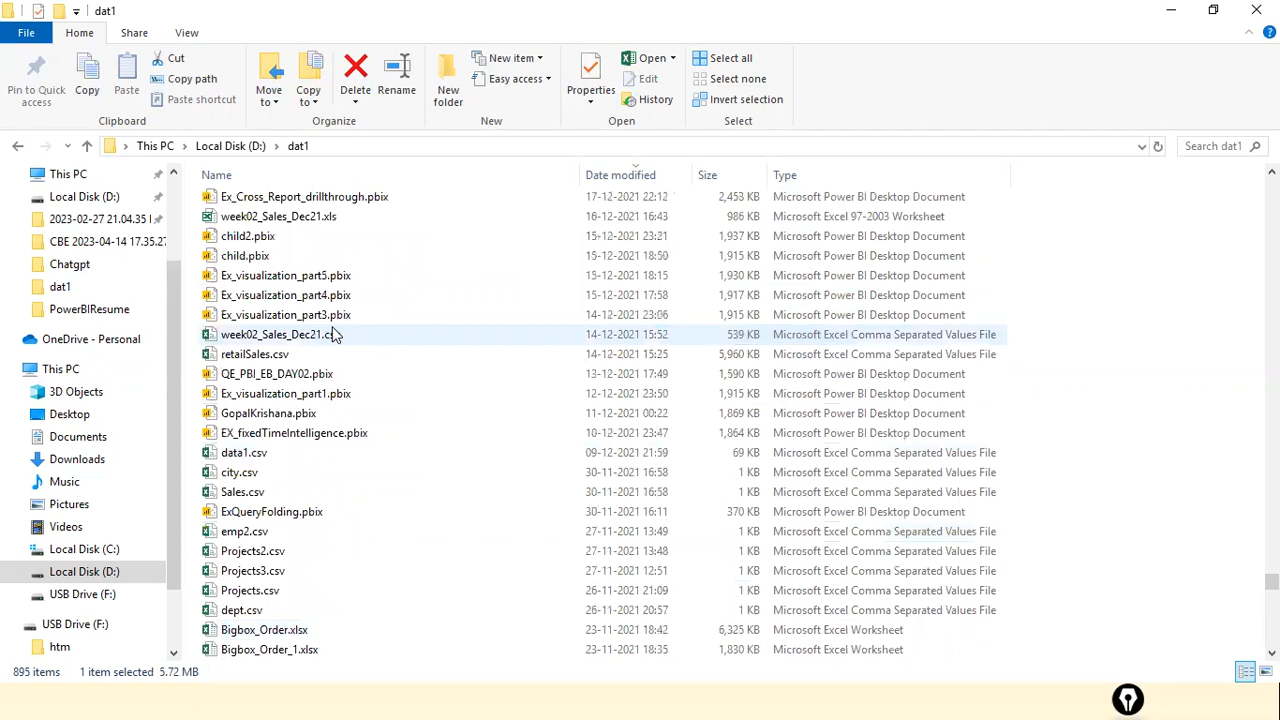 dat1
File Home Share View
Pin to Quick access
Copy
Paste
Cut
Copy path
Paste shortcut
Move to
Copy to
Delete
Rename
New folder
New item
Easy access
Properties
Open
Edit
History
Select all
Select none
Invert selection
Clipboard Organize New Open Select
This PC Local Disk (D:) dat1 Search dat1
This PC
Local Disk (D:)
2023-02-27 21.04.35
CBE 2023-04-14 17.35.27
Chatgpt
dat1
PowerBIResume
OneDrive - Personal
This PC
3D Objects
Desktop
Documents
Downloads
Music
Pictures
Videos
Local Disk (C:)
Local Disk (D:)
USB Drive (F:)
USB Drive (F:)
htm
Name Date modified Size Type
Ex_Cross_Report_drillthrough.pbix 17-12-2021 22:12 2,453 KB Microsoft Power BI Desktop Document
week02_Sales_Dec21.xls 16-12-2021 16:43 986 KB Microsoft Excel 97-2003 Worksheet
child2.pbix 15-12-2021 23:21 1,937 KB Microsoft Power BI Desktop Document
child.pbix 15-12-2021 18:50 1,915 KB Microsoft Power BI Desktop Document
Ex_visualization_part5.pbix 15-12-2021 18:15 1,930 KB Microsoft Power BI Desktop Document
Ex_visualization_part4.pbix 15-12-2021 17:58 1,917 KB Microsoft Power BI Desktop Document
Ex_visualization_part3.pbix 14-12-2021 23:06 1,915 KB Microsoft Power BI Desktop Document
week02_Sales_Dec21.c 14-12-2021 15:52 539 KB Microsoft Excel Comma Separated Values File
retailSales.csv 14-12-2021 15:25 5,960 KB Microsoft Excel Comma Separated Values File
QE_PBI_EB_DAY02.pbix 13-12-2021 17:49 1,590 KB Microsoft Power BI Desktop Document
Ex_visualization_part1.pbix 12-12-2021 23:50 1,915 KB Microsoft Power BI Desktop Document
GopalKrishana.pbix 11-12-2021 00:22 1,869 KB Microsoft Power BI Desktop Document
EX_fixedTimeIntelligence.pbix 10-12-2021 23:47 1,864 KB Microsoft Power BI Desktop Document
data1.csv 09-12-2021 21:59 69 KB Microsoft Excel Comma Separated Values File
city.csv 30-11-2021 16:58 1 KB Microsoft Excel Comma Separated Values File
Sales.csv 30-11-2021 16:58 1 KB Microsoft Excel Comma Separated Values File
ExQueryFolding.pbix 30-11-2021 16:11 370 KB Microsoft Power BI Desktop Document
emp2.csv 27-11-2021 13:49 1 KB Microsoft Excel Comma Separated Values File
Projects2.csv 27-11-2021 13:48 1 KB Microsoft Excel Comma Separated Values File
Projects3.csv 27-11-2021 12:51 1 KB Microsoft Excel Comma Separated Values File
Projects.csv 26-11-2021 21:09 1 KB Microsoft Excel Comma Separated Values File
dept.csv 26-11-2021 20:57 1 KB Microsoft Excel Comma Separated Values File
Bigbox_Order.xlsx 23-11-2021 18:42 6,325 KB Microsoft Excel Worksheet
Bigbox_Order_1.xlsx 23-11-2021 18:35 1,830 KB Microsoft Excel Worksheet
895 items 1 item selected 5.72 MB